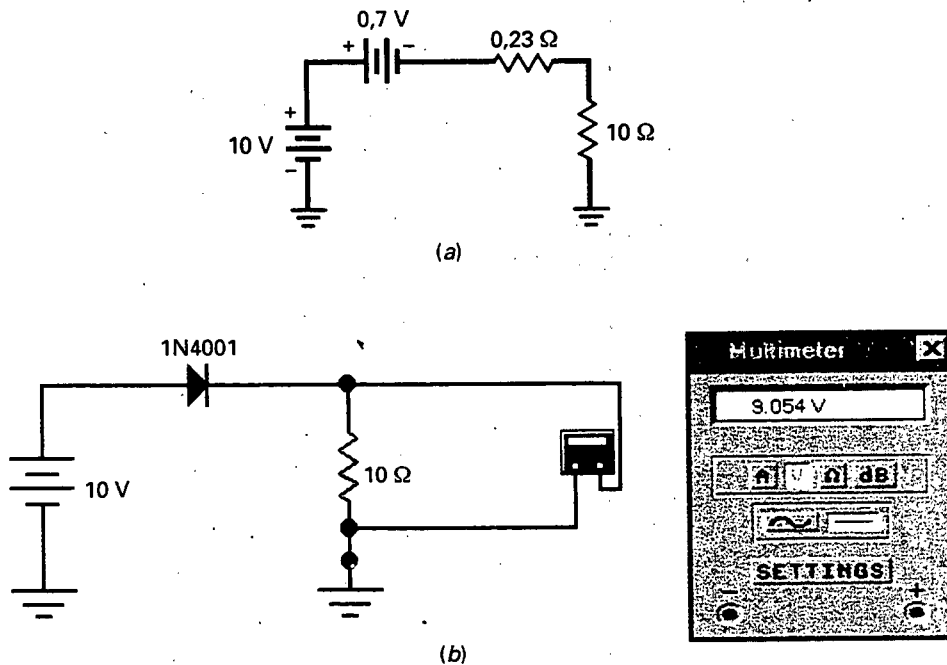 0,7 V
+ −
0,23 Ω
+
10 V
−
10 Ω
(a)
1N4001
10 V
10 Ω
Multimeter X
9.054 V
A V Ω dB
SETTINGS
− +
(b)